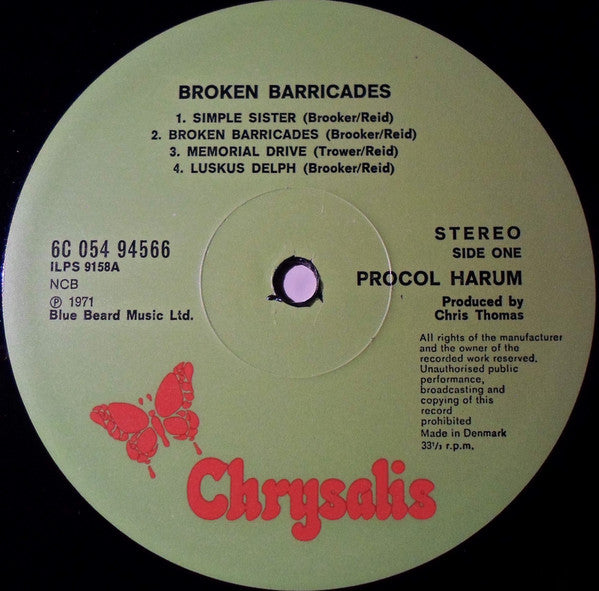 BROKEN BARRICADES
1. SIMPLE SISTER (Brooker/Reid)
2. BROKEN BARRICADES (Brooker/Reid)
3. MEMORIAL DRIVE (Trower/Reid)
4. LUSKUS DELPH (Brooker/Reid)
6C 054 94566
ILPS 9158A
NCB
℗ 1971
Blue Beard Music Ltd.
STEREO
SIDE ONE
PROCOL HARUM
Produced by
Chris Thomas
All rights of the manufacturer
and the owner of the
recorded work reserved.
Unauthorised public
performance,
broadcasting and
copying of this
record
prohibited
Made in Denmark
33⅓ r.p.m.
Chrysalis